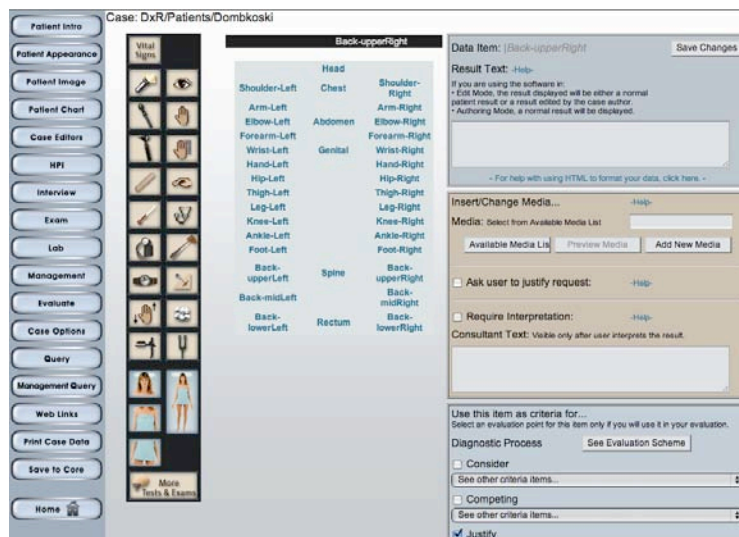 Case: DxR/Patients/Dombkoski
Patient Intro
Patient Appearance
Patient Image
Patient Chart
Case Editors
HPI
Interview
Exam
Lab
Management
Evaluate
Case Options
Query
Management Query
Web Links
Print Case Data
Save to Core
Home
Vital
Signs
More
Tests & Exams
Back-upperRight
Head
Shoulder-Left Chest Shoulder-
Right
Arm-Left Arm-Right
Elbow-Left Abdomen Elbow-Right
Forearm-Left Forearm-Right
Wrist-Left Genital Wrist-Right
Hand-Left Hand-Right
Hip-Left Hip-Right
Thigh-Left Thigh-Right
Leg-Left Leg-Right
Knee-Left Knee-Right
Ankle-Left Ankle-Right
Foot-Left Foot-Right
Back-
upperLeft Spine Back-
upperRight
Back-midLeft Back-
midRight
Back-
lowerLeft Rectum Back-
lowerRight
Data Item: |Back-upperRight Save Changes
Result Text: -Help-
If you are using the software in:
• Edit Mode, the result displayed will be either a normal
patient result or a result edited by the case author.
• Authoring Mode, a normal result will be displayed.
- For help with using HTML to format your data, click here. -
Insert/Change Media... -Help-
Media: Select from Available Media List
Available Media Lis Preview Media Add New Media
Ask user to justify request: -Help-
Require Interpretation: -Help-
Consultant Text: Visible only after user interprets the result.
Use this item as criteria for...
Select an evaluation point for this item only if you will use it in your evaluation.
Diagnostic Process See Evaluation Scheme
Consider
See other criteria items...
Competing
See other criteria items...
Justify